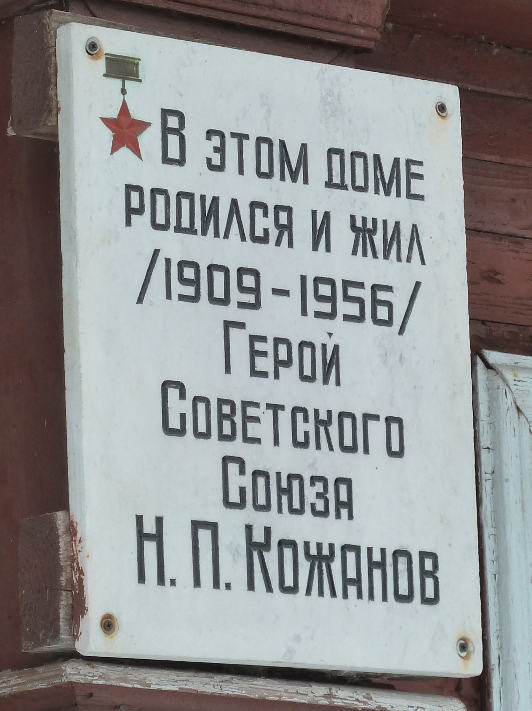 В этом доме
родился и жил
/1909-1956/
Герой
Советского
Союза
Н. П. Кожанов